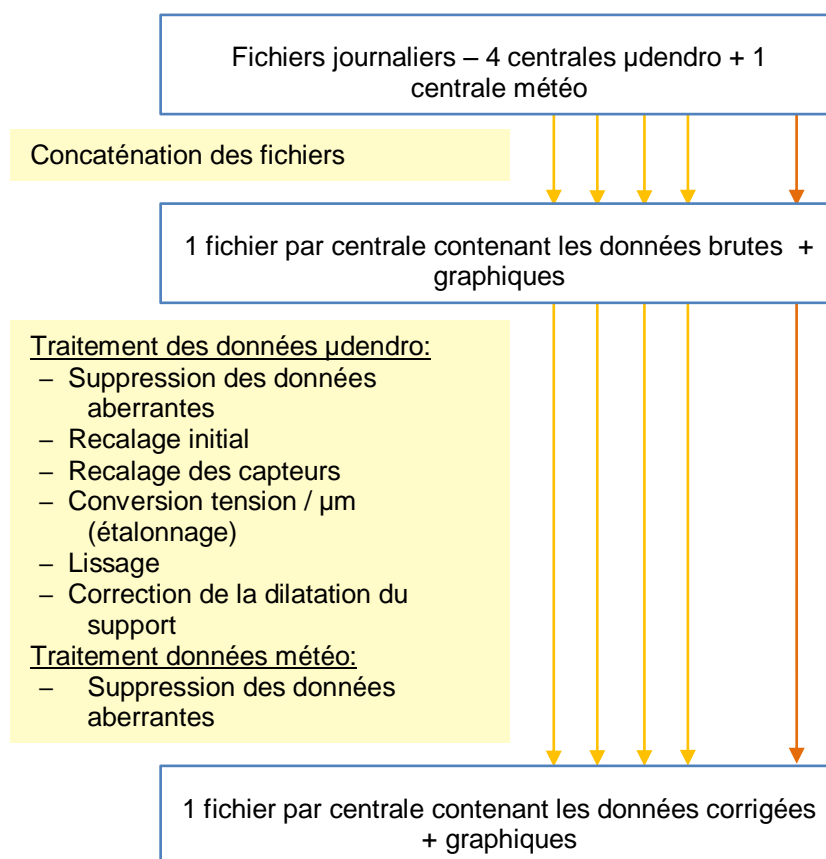 Fichiers journaliers – 4 centrales µdendro + 1
centrale météo
Concaténation des fichiers
1 fichier par centrale contenant les données brutes +
graphiques
Traitement des données µdendro:
– Suppression des données
aberrantes
– Recalage initial
– Recalage des capteurs
– Conversion tension / µm
(étalonnage)
– Lissage
– Correction de la dilatation du
support
Traitement données météo:
– Suppression des données
aberrantes
1 fichier par centrale contenant les données corrigées
+ graphiques